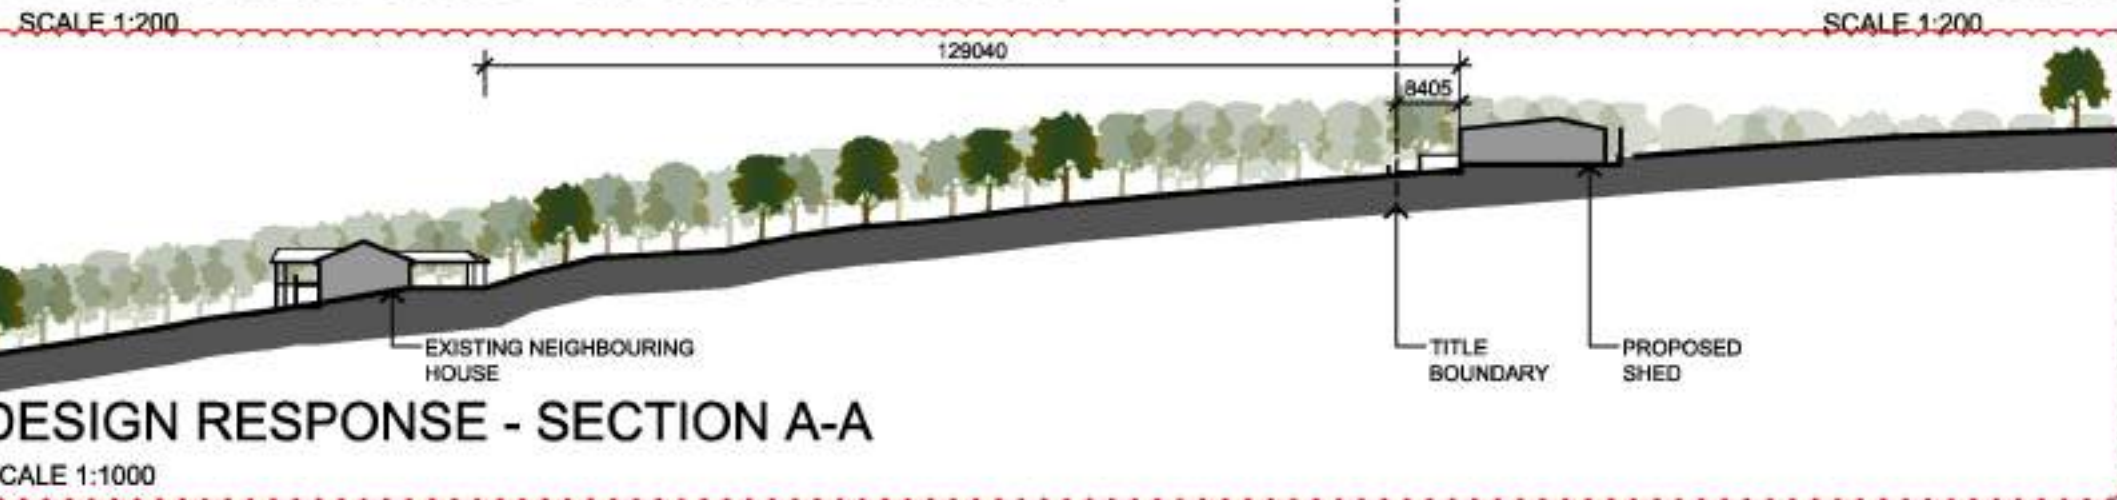 SCALE 1:200
SCALE 1:200
129040
8405
EXISTING NEIGHBOURING
HOUSE
TITLE
BOUNDARY
PROPOSED
SHED
DESIGN RESPONSE - SECTION A-A
SCALE 1:1000